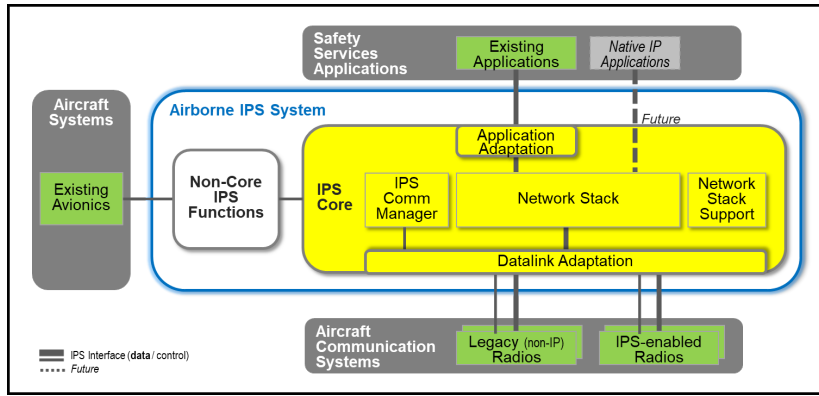 Safety
Services
Applications
Existing
Applications
Native IP
Applications
Aircraft
Systems
Airborne IPS System
Future
Application
Adaptation
Existing
Avionics
Non-Core
IPS
Functions
IPS
Core
IPS
Comm
Manager
Network Stack
Network
Stack
Support
Datalink Adaptation
Aircraft
Communication
Systems
Legacy (non-IP)
Radios
IPS-enabled
Radios
IPS Interface (data / control)
Future